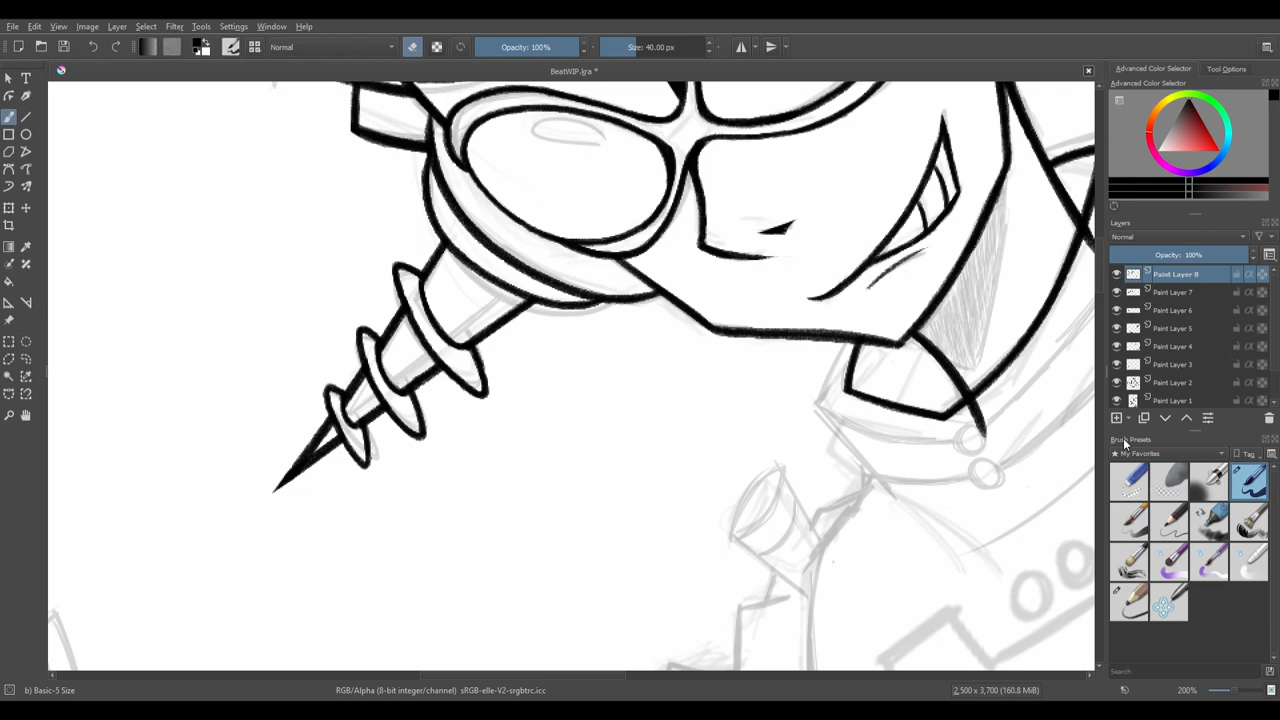 File Edit View Image Layer Select Filter Tools Settings Window Help
Normal Opacity: 100% Size: 40.00 px
BeatWIP.kra *
Advanced Color Selector Tool Options
Advanced Color Selector
Layers
Normal
Opacity: 100%
Paint Layer 8
Paint Layer 7
Paint Layer 6
Paint Layer 5
Paint Layer 4
Paint Layer 3
Paint Layer 2
Paint Layer 1
Brush Presets
★ My Favorites Tag
Search
b) Basic-5 Size RGB/Alpha (8-bit integer/channel) sRGB-elle-V2-srgbtrc.icc 2,500 x 3,700 (160.8 MiB) 200%